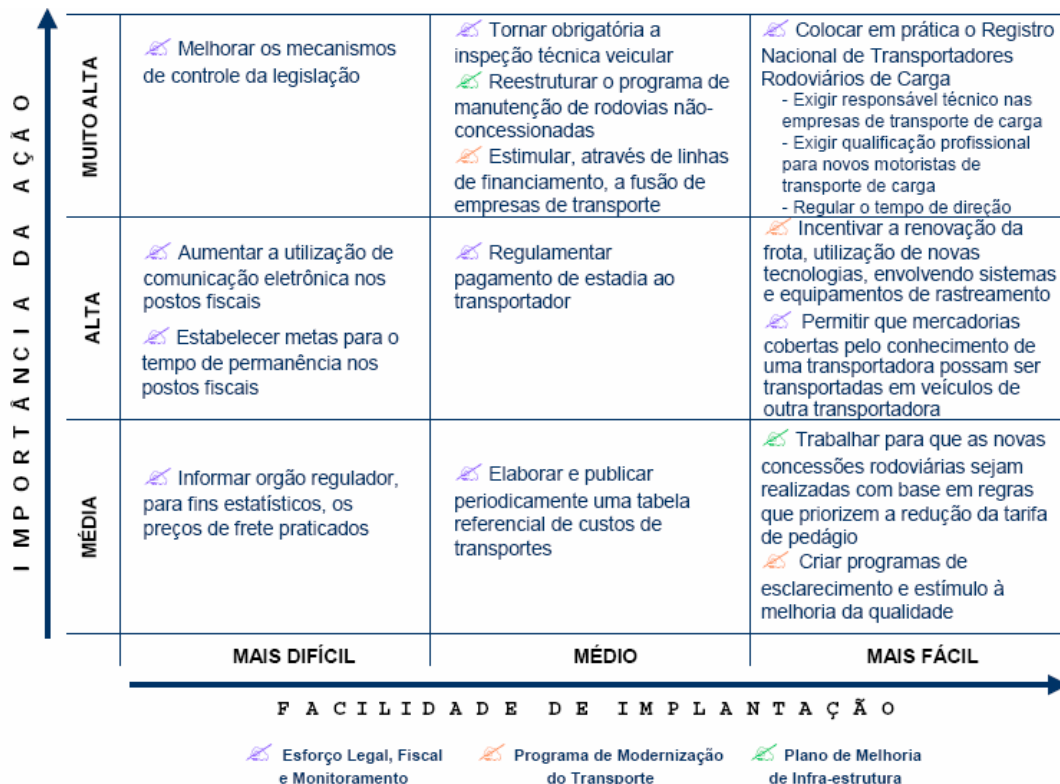 IMPORTÂNCIA DA AÇÃO
MUITO ALTA
Melhorar os mecanismos
de controle da legislação
Tornar obrigatória a
inspeção técnica veicular
Reestruturar o programa de
manutenção de rodovias não-
concessionadas
Estimular, através de linhas
de financiamento, a fusão de
empresas de transporte
Colocar em prática o Registro
Nacional de Transportadores
Rodoviários de Carga
- Exigir responsável técnico nas
empresas de transporte de carga
- Exigir qualificação profissional
para novos motoristas de
transporte de carga
- Regular o tempo de direção
ALTA
Aumentar a utilização de
comunicação eletrônica nos
postos fiscais
Estabelecer metas para o
tempo de permanência nos
postos fiscais
Regulamentar
pagamento de estadia ao
transportador
Incentivar a renovação da
frota, utilização de novas
tecnologias, envolvendo sistemas
e equipamentos de rastreamento
Permitir que mercadorias
cobertas pelo conhecimento de
uma transportadora possam ser
transportadas em veículos de
outra transportadora
MÉDIA
Informar orgão regulador,
para fins estatísticos, os
preços de frete praticados
Elaborar e publicar
periodicamente uma tabela
referencial de custos de
transportes
Trabalhar para que as novas
concessões rodoviárias sejam
realizadas com base em regras
que priorizem a redução da tarifa
de pedágio
Criar programas de
esclarecimento e estímulo à
melhoria da qualidade
MAIS DIFÍCIL
MÉDIO
MAIS FÁCIL
FACILIDADE DE IMPLANTAÇÃO
Esforço Legal, Fiscal
e Monitoramento
Programa de Modernização
do Transporte
Plano de Melhoria
de Infra-estrutura